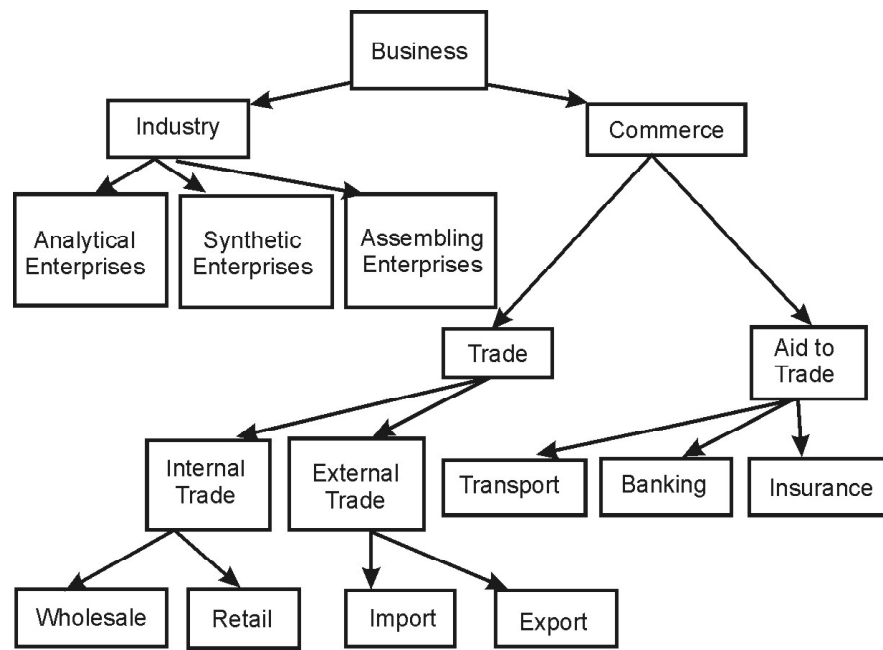 Business
Industry
Commerce
Analytical
Enterprises
Synthetic
Enterprises
Assembling
Enterprises
Trade
Aid to
Trade
Internal
Trade
External
Trade
Transport
Banking
Insurance
Wholesale
Retail
Import
Export